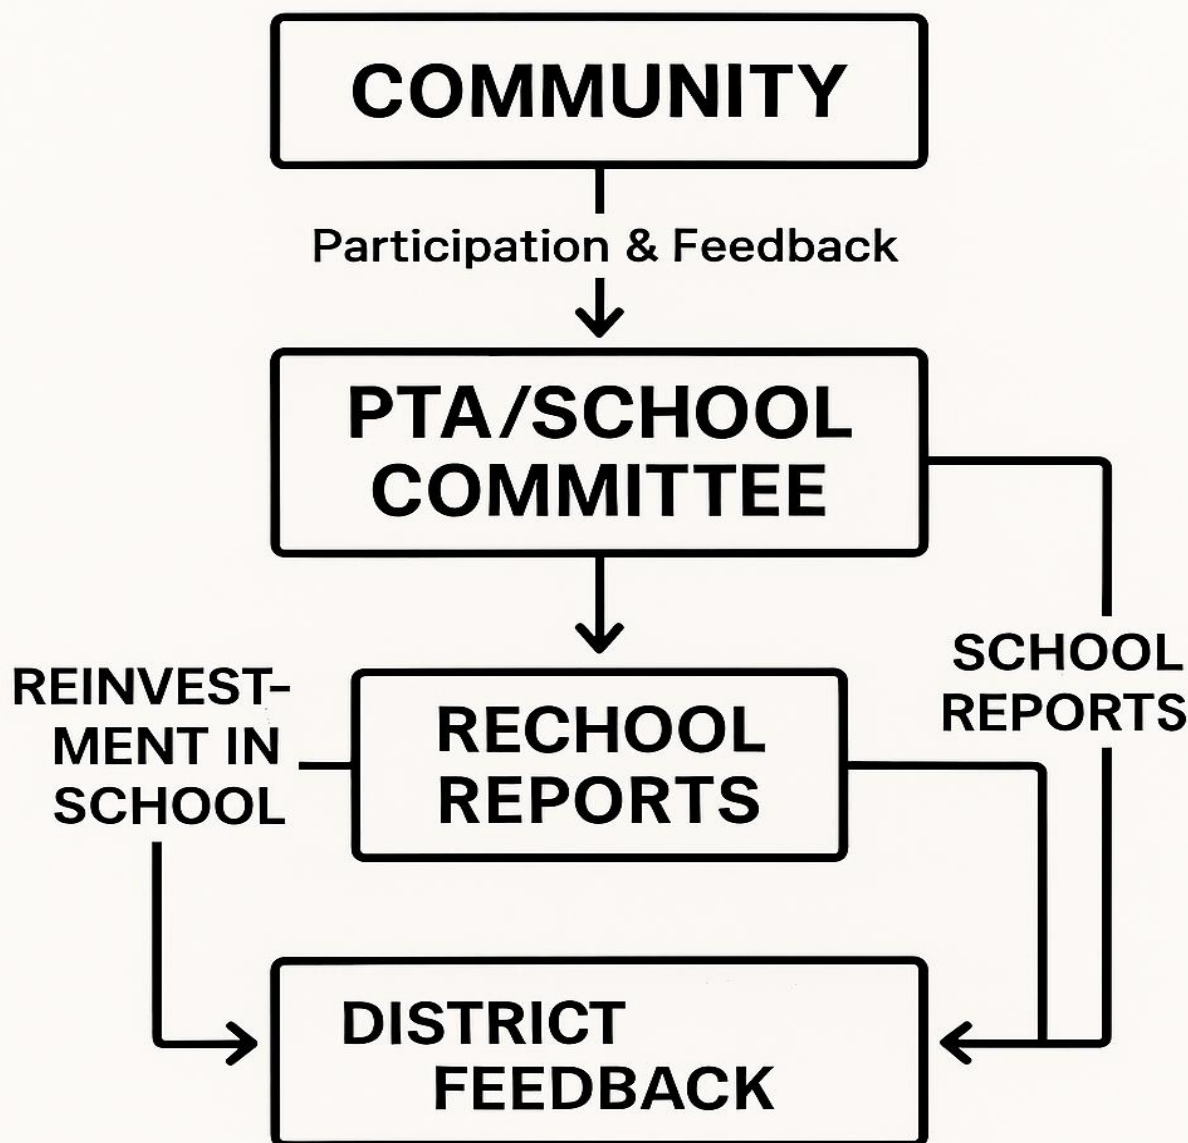 COMMUNITY
Participation & Feedback
PTA/SCHOOL
COMMITTEE
SCHOOL
REPORTS
REINVEST-
MENT IN
SCHOOL
RECHOOL
REPORTS
DISTRICT
FEEDBACK